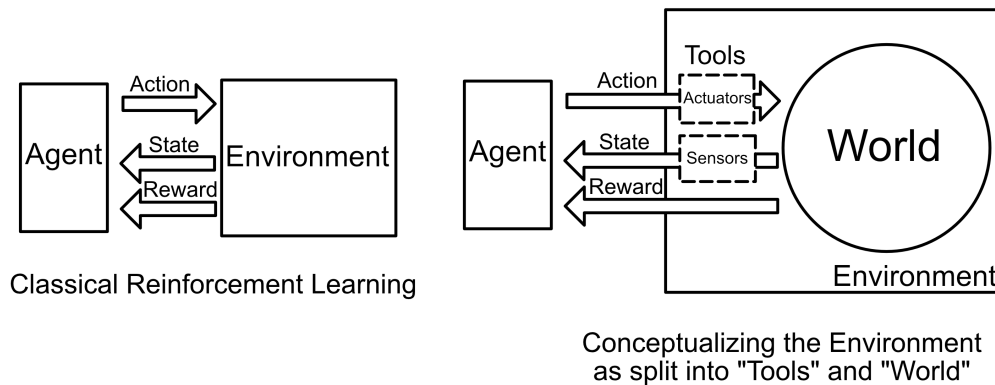 Action
Agent
State
Environment
Reward
Classical Reinforcement Learning
Tools
Action
Actuators
Agent
State
Sensors
World
Reward
Environment
Conceptualizing the Environment
as split into "Tools" and "World"